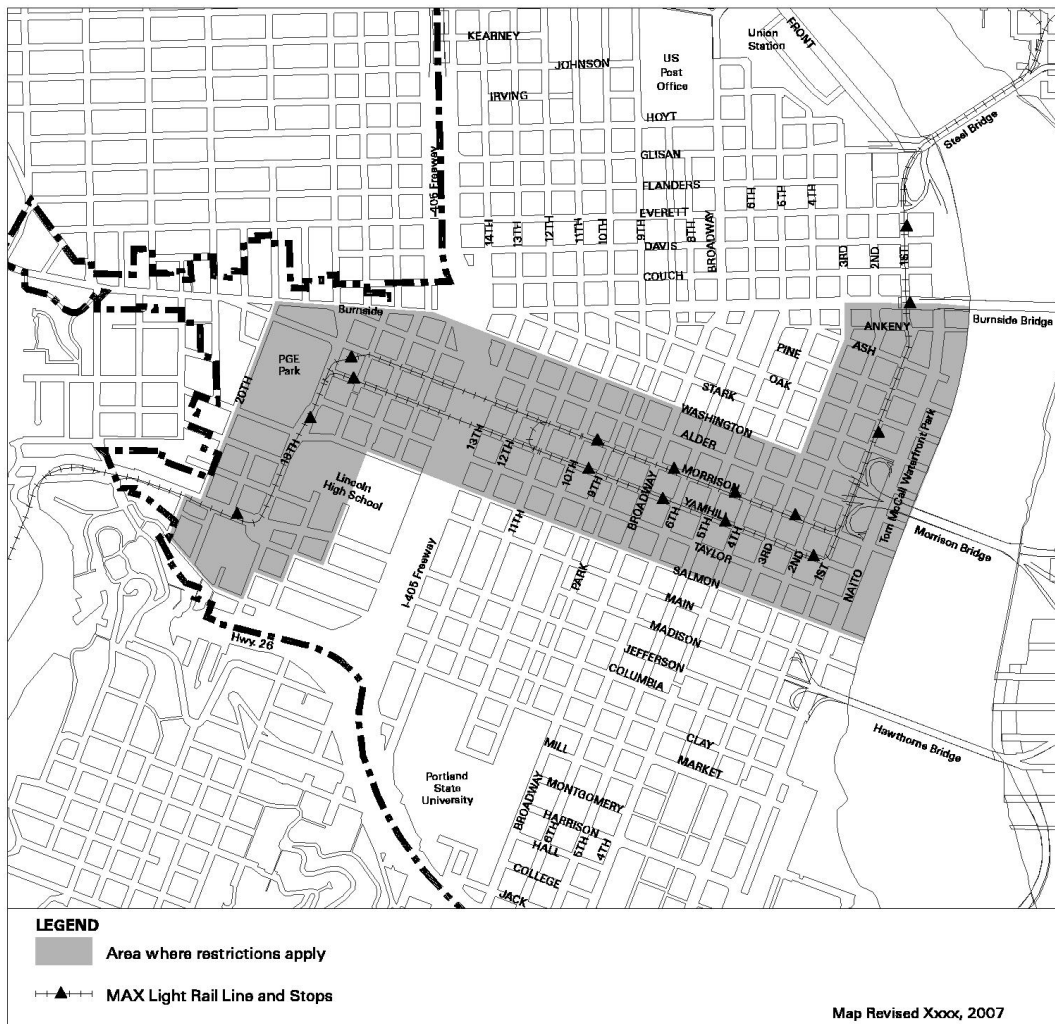 KEARNEY
JOHNSON
IRVING
US
Post
Office
Union
Station
FRONT
HOYT
GLISAN
Steel Bridge
I-405 Freeway
FLANDERS
EVERETT
6TH
5TH
4TH
14TH
13TH
12TH
11TH
10TH
9TH
8TH
BROADWAY
DAVIS
COUCH
3RD
2ND
1ST
Burnside
Burnside Bridge
ANKENY
ASH
PINE
OAK
PGE
Park
20TH
STARK
WASHINGTON
ALDER
18TH
13TH
12TH
Lincoln
High School
10TH
9TH
MORRISON
BROADWAY
YAMHILL
6TH
5TH
4TH
TAYLOR
3RD
2ND
1ST
Tom McCall Waterfront Park
Morrison Bridge
11TH
I-405 Freeway
PARK
SALMON
NAITO
MAIN
MADISON
JEFFERSON
COLUMBIA
Hwy. 26
Hawthorne Bridge
CLAY
MARKET
MILL
Portland
State
University
BROADWAY
MONTGOMERY
HARRISON
6TH
5TH
4TH
HALL
COLLEGE
JACK
LEGEND
Area where restrictions apply
MAX Light Rail Line and Stops
Map Revised Xxxx, 2007